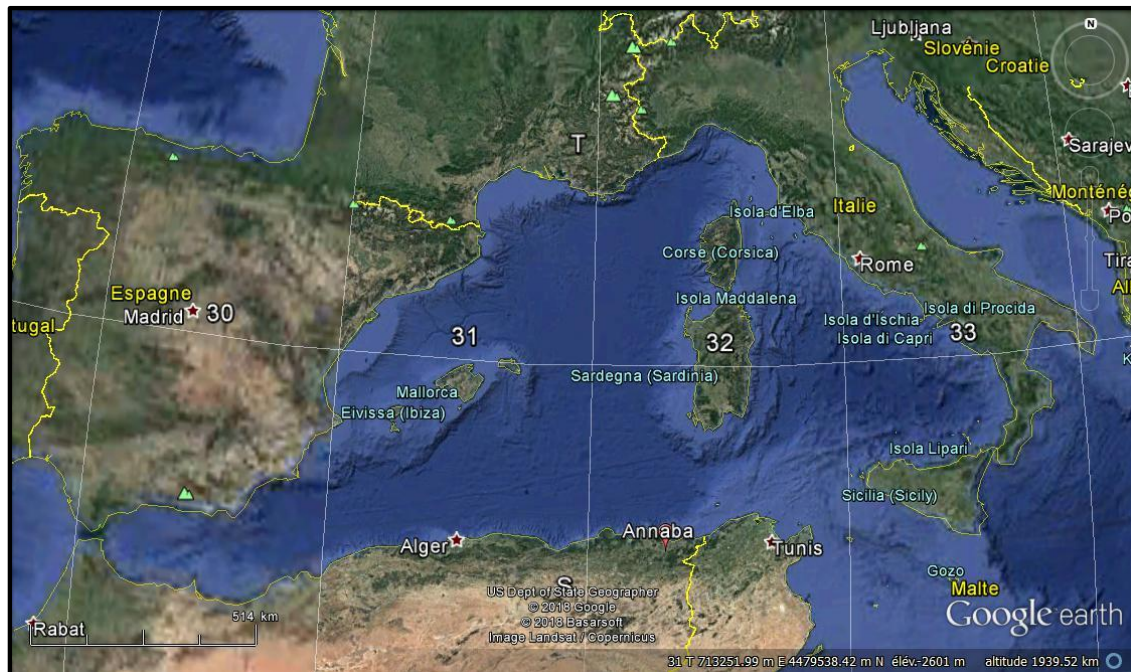 N
Ljubljana
Slovénie
Croatie
T
Sarajev
Isola d'Elba
Italie
Monténég
Po
Corse (Corsica)
Rome
Tira
Espagne
Madrid
30
Isola Maddalena
Isola di Procida
Al
tugal
31
32
Isola d'Ischia
33
Isola di Capri
K
Mallorca
Sardegna (Sardinia)
Eivissa (Ibiza)
Isola Lipari
Sicilia (Sicily)
Alger
Annaba
Tunis
S
Gozo
Malte
US Dept of State Geographer
© 2018 Google
© 2018 Basarsoft
Image Landsat / Copernicus
Google earth
Rabat
514 km
31 T 713251.99 m E 4479538.42 m N élév.-2601 m altitude 1939.52 km